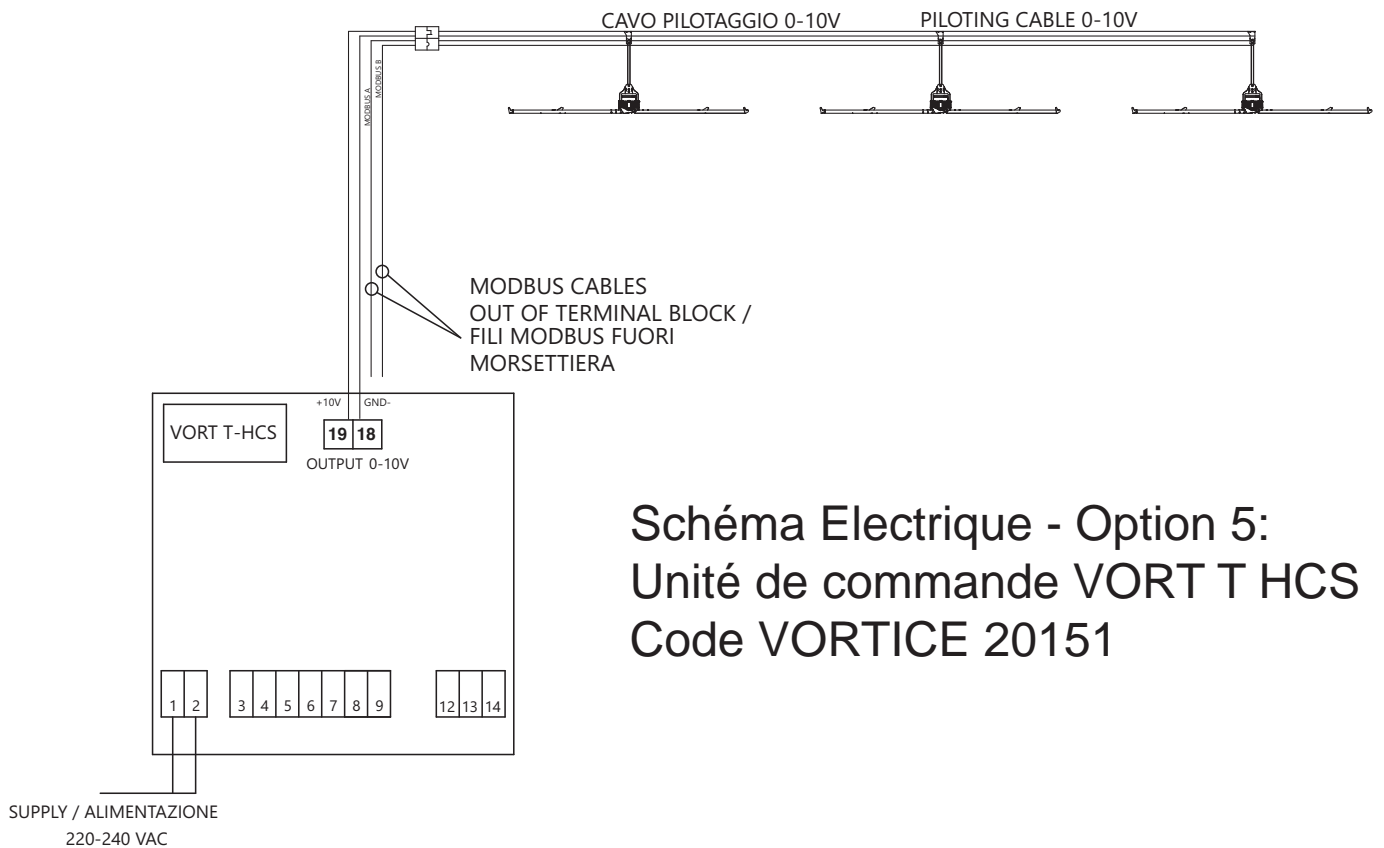 CAVO PILOTAGGIO 0-10V
PILOTING CABLE 0-10V
MODBUS A
MODBUS B
MODBUS CABLES
OUT OF TERMINAL BLOCK /
FILI MODBUS FUORI
MORSETTIERA
+10V
GND-
VORT T-HCS
19 18
OUTPUT 0-10V
Schéma Electrique - Option 5:
Unité de commande VORT T HCS
Code VORTICE 20151
1 2 3 4 5 6 7 8 9 12 13 14
SUPPLY / ALIMENTAZIONE
220-240 VAC